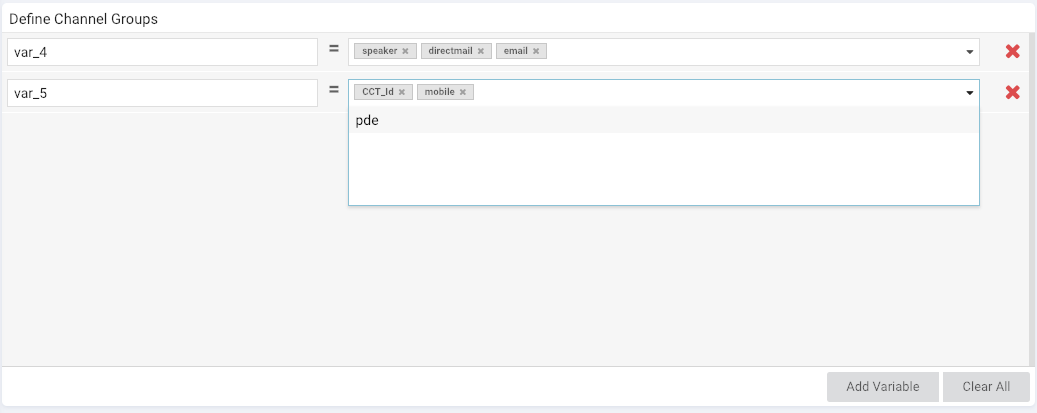 Define Channel Groups
var_4 = speaker ✖ directmail ✖ email ✖
var_5 = CCT_Id ✖ mobile ✖
pde
Add Variable Clear All